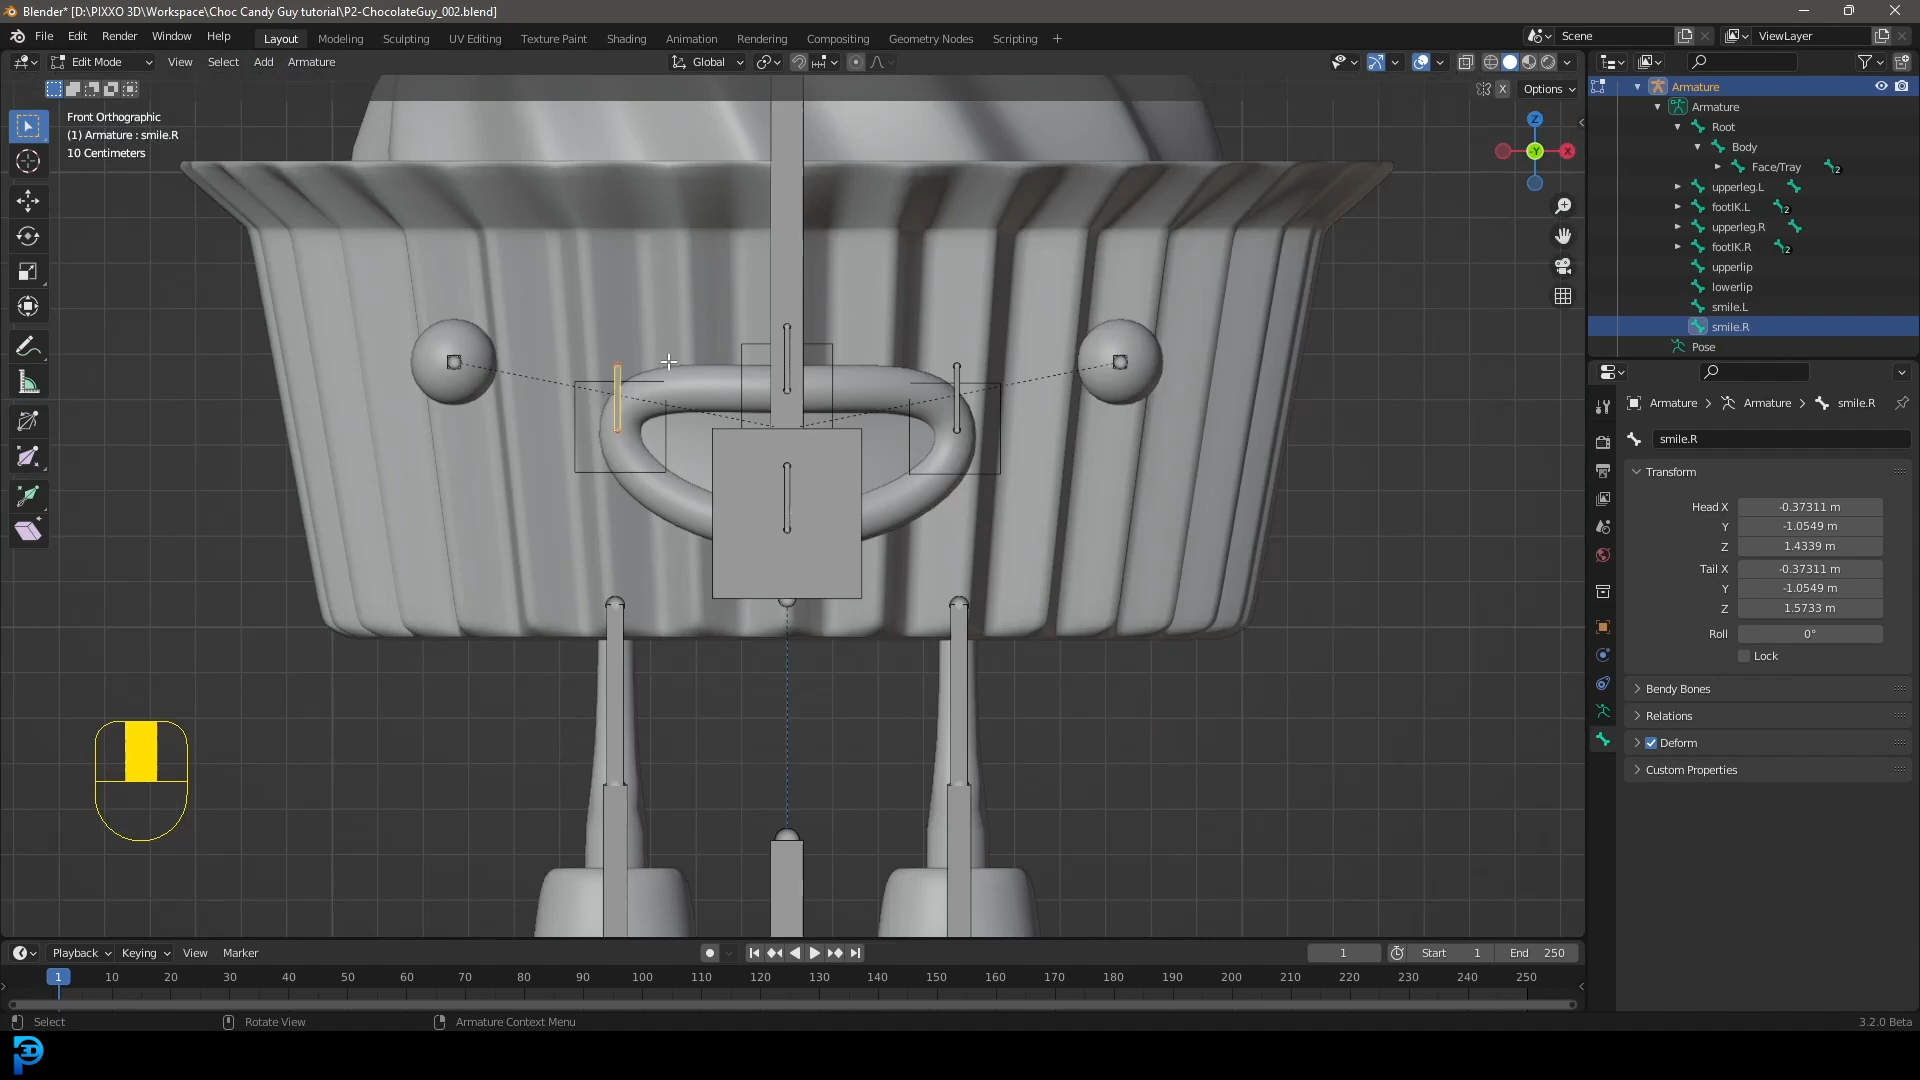 Blender* [D:\PIXXO 3D\Workspace\Choc Candy Guy tutorial\P2-ChocolateGuy_002.blend]
File Edit Render Window Help Layout Modeling Sculpting UV Editing Texture Paint Shading Animation Rendering Compositing Geometry Nodes Scripting + Scene ViewLayer
Edit Mode View Select Add Armature Global
X Options
Front Orthographic
(1) Armature : smile.R
10 Centimeters
Z
X
-Y
Armature
Armature
Root
Body
Face/Tray 2
upperleg.L
footIK.L 2
upperleg.R
footIK.R 2
upperlip
lowerlip
smile.L
smile.R
Pose
Armature > Armature > smile.R
smile.R
Transform
Head X -0.37311 m
Y -1.0549 m
Z 1.4339 m
Tail X -0.37311 m
Y -1.0549 m
Z 1.5733 m
Roll 0°
Lock
Bendy Bones
Relations
Deform
Custom Properties
Playback Keying View Marker 1 Start 1 End 250
1 10 20 30 40 50 60 70 80 90 100 110 120 130 140 150 160 170 180 190 200 210 220 230 240 250
Select Rotate View Armature Context Menu 3.2.0 Beta
3D